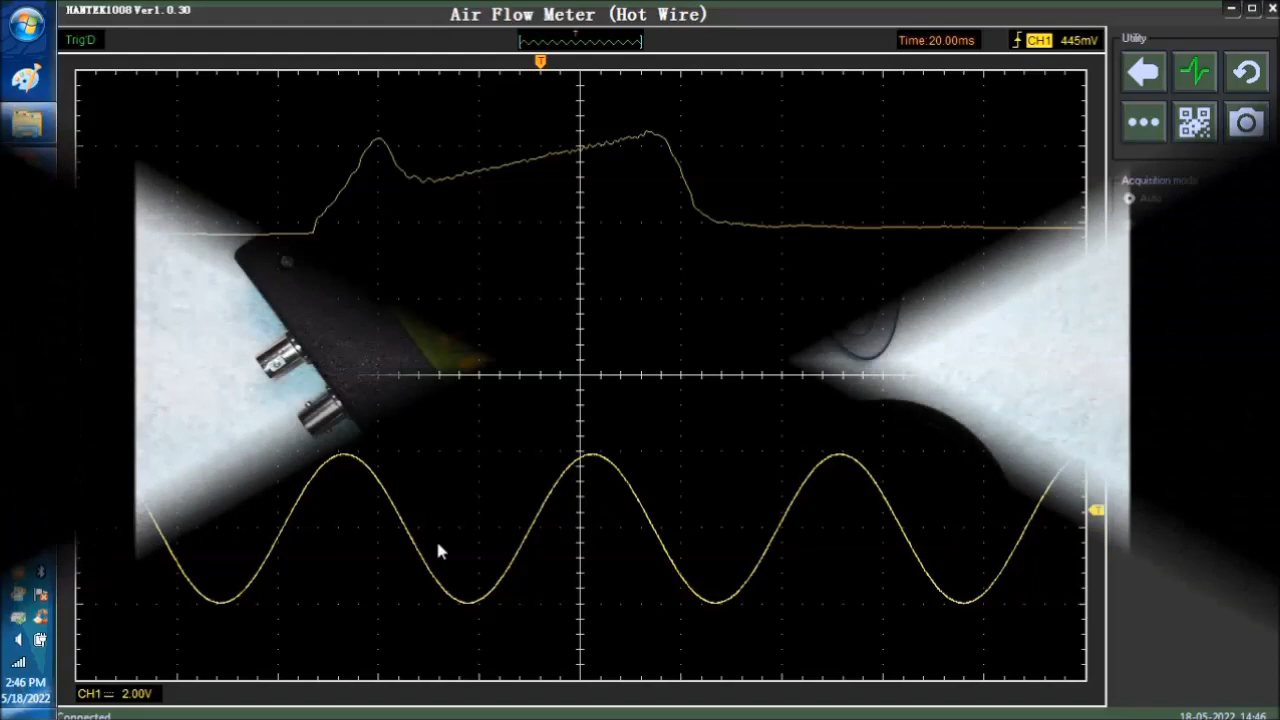 HANTEK1008 Ver1.0.30
Air Flow Meter (Hot Wire)
Trig'D
T
Time:20.00ms
CH1 445mV
Utility
T
Acquisition mode
Auto
T
CH1 2.00V
2:46 PM
5/18/2022
Connected
18-05-2022 14:46